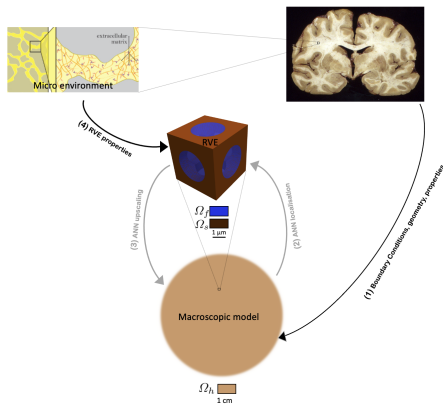 extracellular
matrix
Micro environment
(4) RVE properties
RVE
(3) ANN upscaling
(2) ANN localisation
Ω_f
Ω_s
1 μm
(1) Boundary Conditions, geometry, properties
Macroscopic model
Ω_h
1 cm